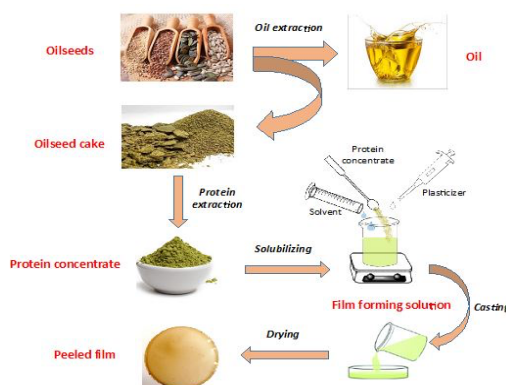 Oil extraction
Oilseeds
Oil
Oilseed cake
Protein
extraction
Protein
concentrate
Plasticizer
Solvent
Protein concentrate
Solubilizing
Film forming solution
Casting
Drying
Peeled film